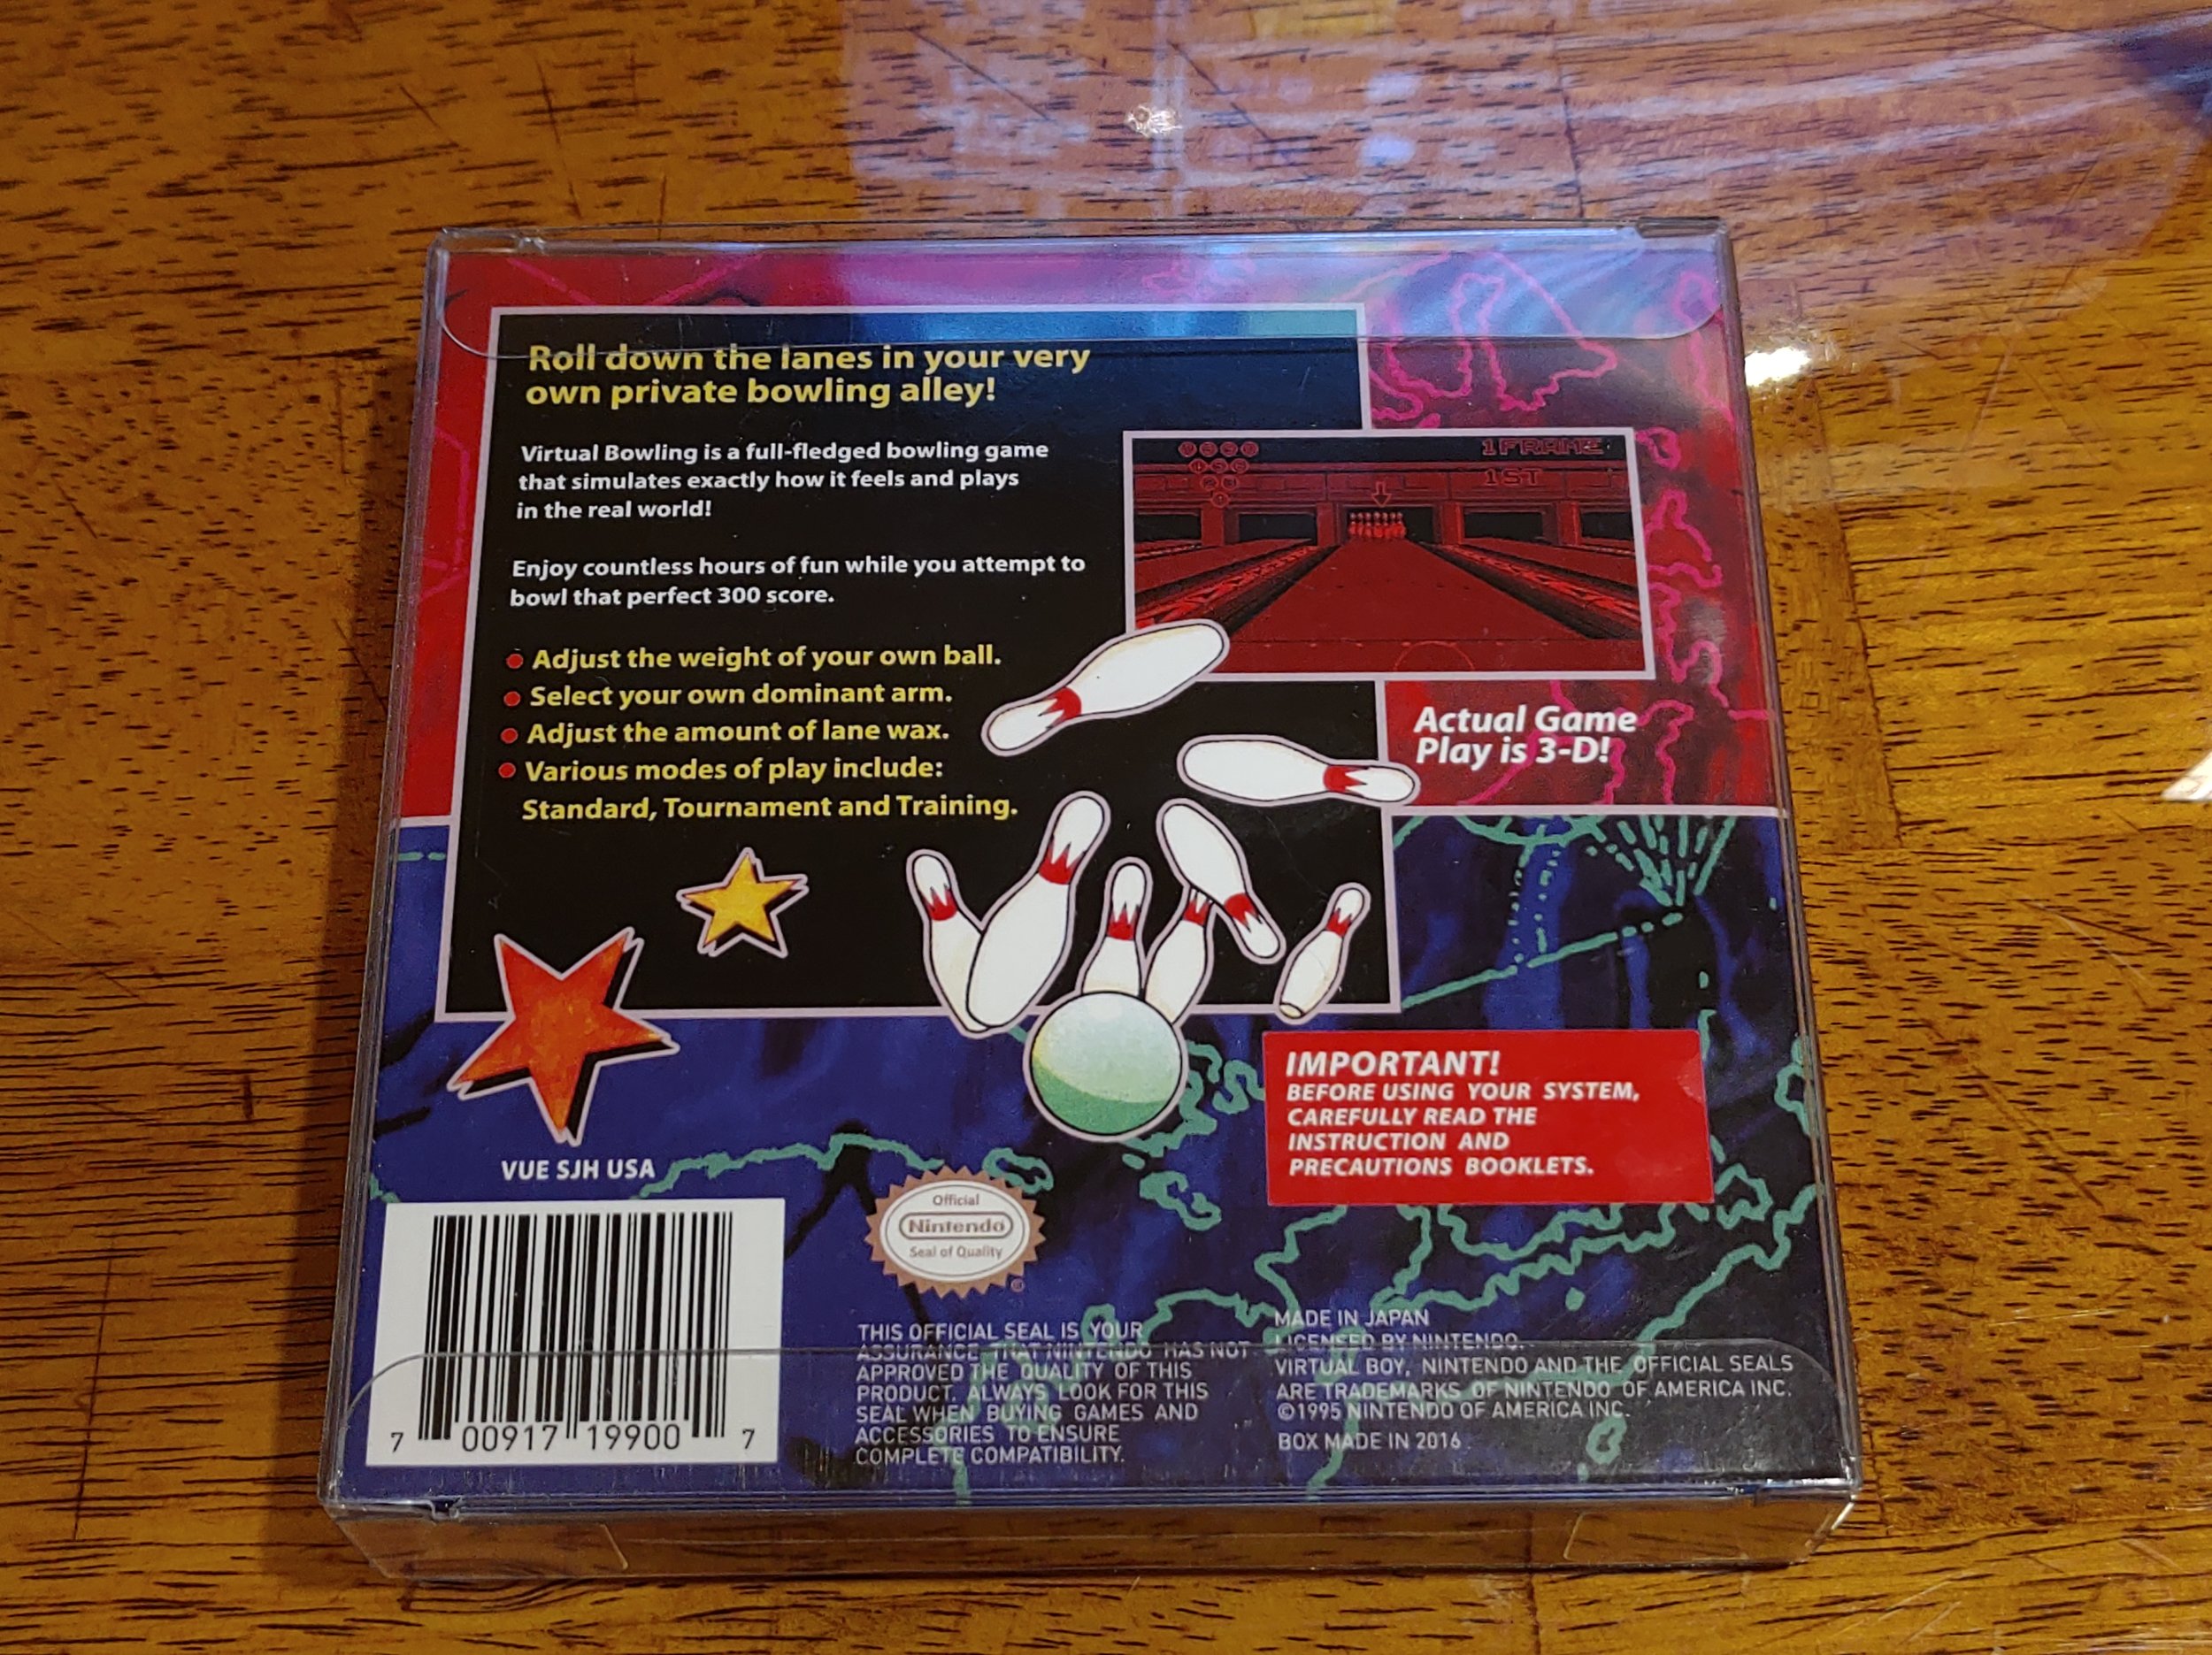 Roll down the lanes in your very
own private bowling alley!
Virtual Bowling is a full-fledged bowling game
that simulates exactly how it feels and plays
in the real world!
Enjoy countless hours of fun while you attempt to
bowl that perfect 300 score.
Adjust the weight of your own ball.
Select your own dominant arm.
Adjust the amount of lane wax.
Various modes of play include:
Standard, Tournament and Training.
1FRAME
1ST
Actual Game
Play is 3-D!
IMPORTANT!
BEFORE USING YOUR SYSTEM,
CAREFULLY READ THE
INSTRUCTION AND
PRECAUTIONS BOOKLETS.
VUE SJH USA
7 00917 19900 7
Official
Nintendo
Seal of Quality
®
THIS OFFICIAL SEAL IS YOUR
ASSURANCE THAT NINTENDO HAS NOT
APPROVED THE QUALITY OF THIS
PRODUCT. ALWAYS LOOK FOR THIS
SEAL WHEN BUYING GAMES AND
ACCESSORIES TO ENSURE
COMPLETE COMPATIBILITY.
MADE IN JAPAN
LICENSED BY NINTENDO.
VIRTUAL BOY, NINTENDO AND THE OFFICIAL SEALS
ARE TRADEMARKS OF NINTENDO OF AMERICA INC.
©1995 NINTENDO OF AMERICA INC.
BOX MADE IN 2016